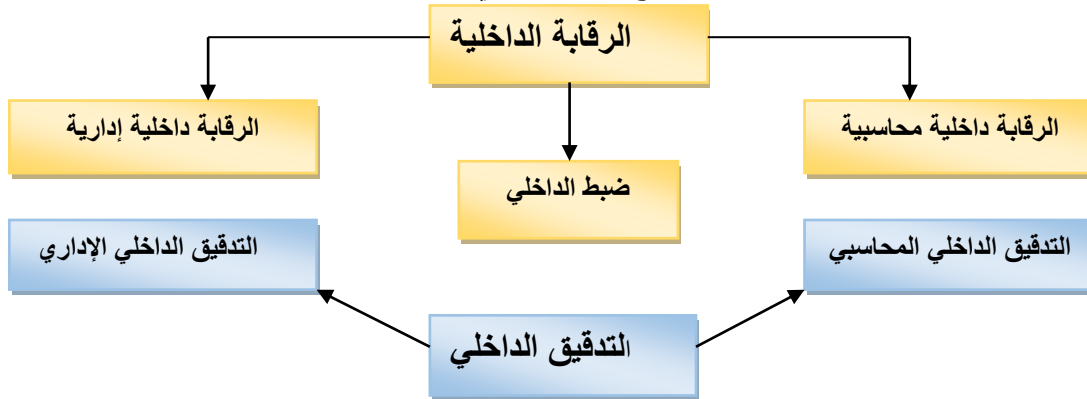 الرقابة الداخلية
الرقابة داخلية محاسبية
الرقابة داخلية إدارية
ضبط الداخلي
التدقيق الداخلي المحاسبي
التدقيق الداخلي الإداري
التدقيق الداخلي